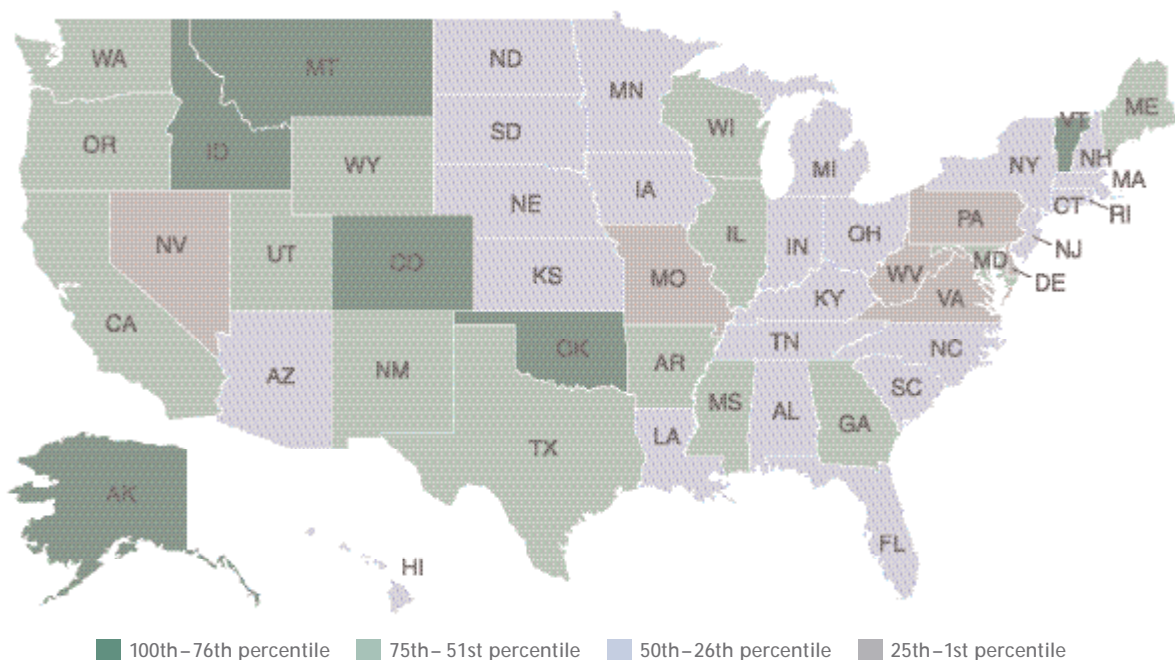 WA
MT
ND
MN
OR
ID
WY
SD
WI
MI
VT
ME
NH
NY
MA
CT
RI
NV
UT
CO
NE
IA
IL
IN
OH
PA
NJ
MD
DE
CA
KS
MO
KY
WV
VA
AZ
NM
OK
AR
TN
NC
SC
TX
LA
MS
AL
GA
AK
HI
FL
100th–76th percentile 75th–51st percentile 50th–26th percentile 25th–1st percentile